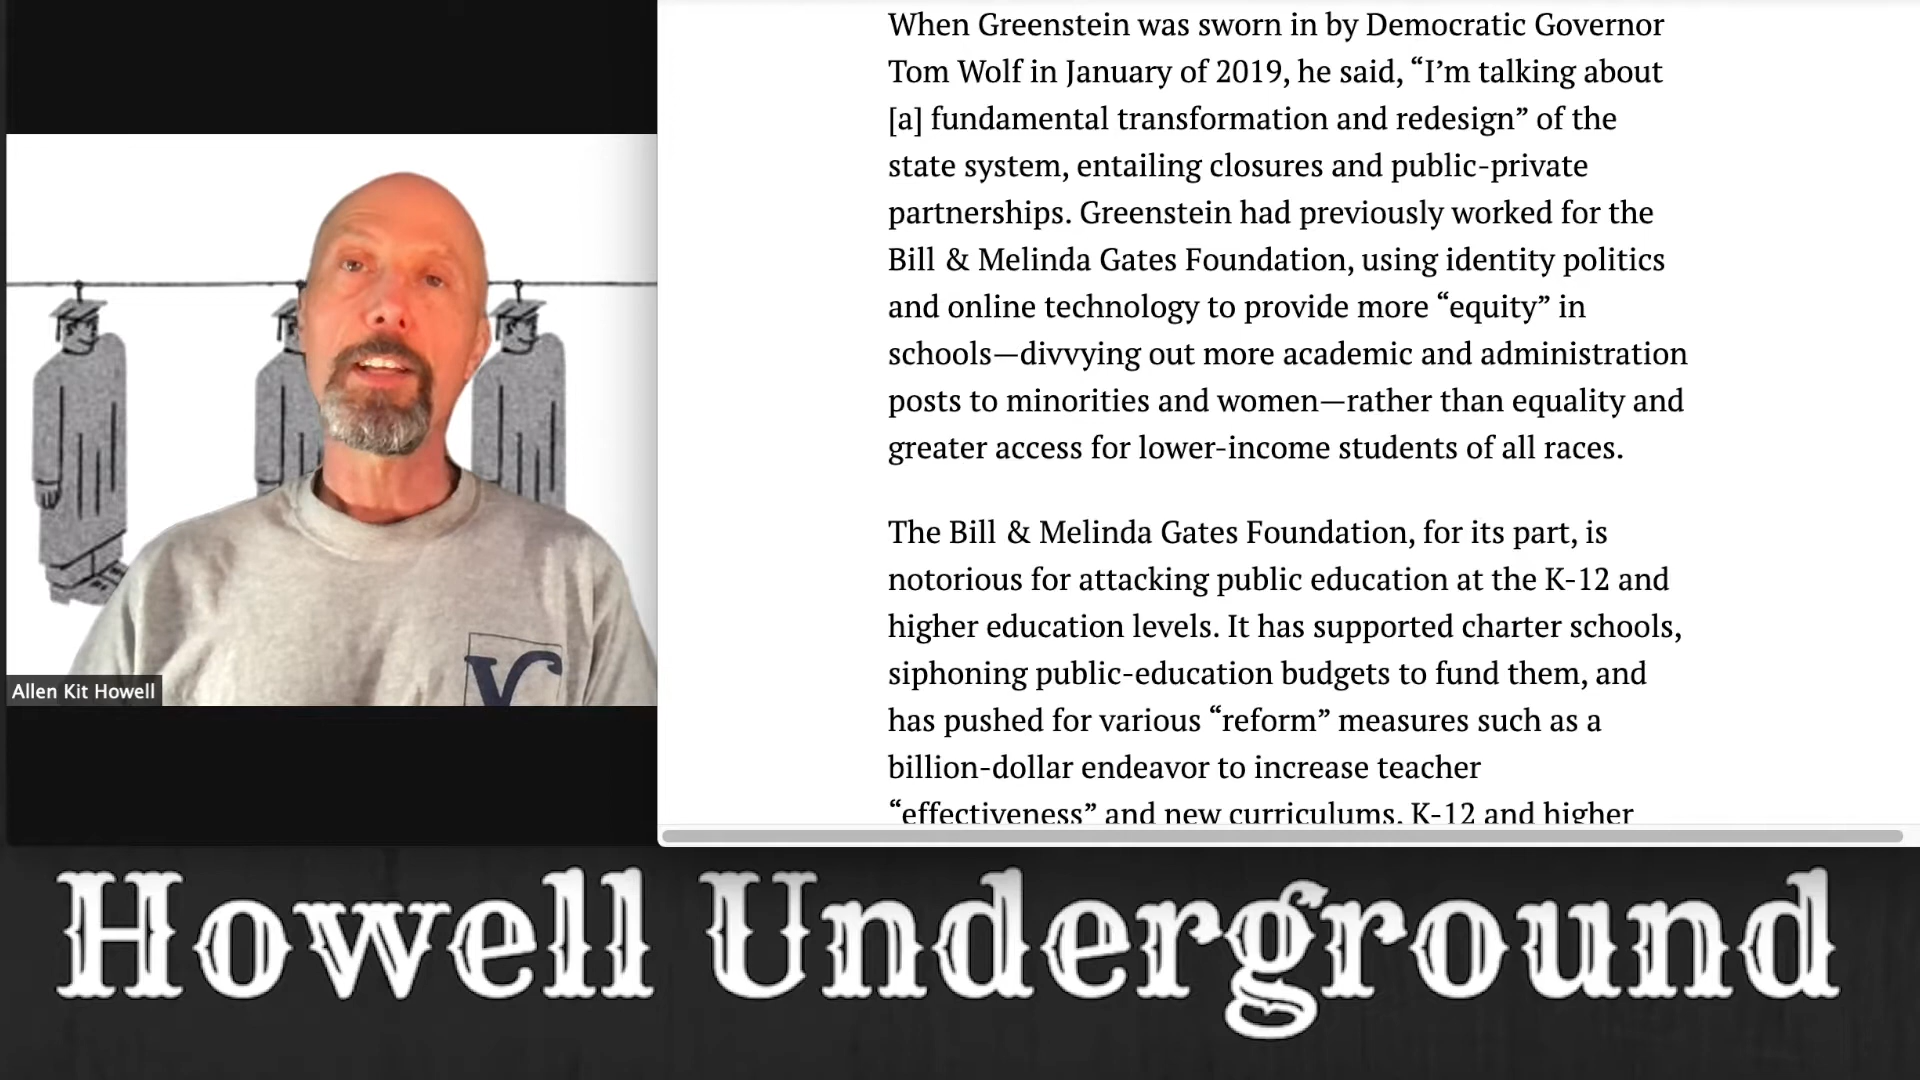 When Greenstein was sworn in by Democratic Governor
Tom Wolf in January of 2019, he said, “I’m talking about
[a] fundamental transformation and redesign” of the
state system, entailing closures and public-private
partnerships. Greenstein had previously worked for the
Bill & Melinda Gates Foundation, using identity politics
and online technology to provide more “equity” in
schools—divvying out more academic and administration
posts to minorities and women—rather than equality and
greater access for lower-income students of all races.
The Bill & Melinda Gates Foundation, for its part, is
notorious for attacking public education at the K-12 and
higher education levels. It has supported charter schools,
siphoning public-education budgets to fund them, and
has pushed for various “reform” measures such as a
billion-dollar endeavor to increase teacher
“effectiveness” and new curriculums. K-12 and higher
Allen Kit Howell
Howell Underground